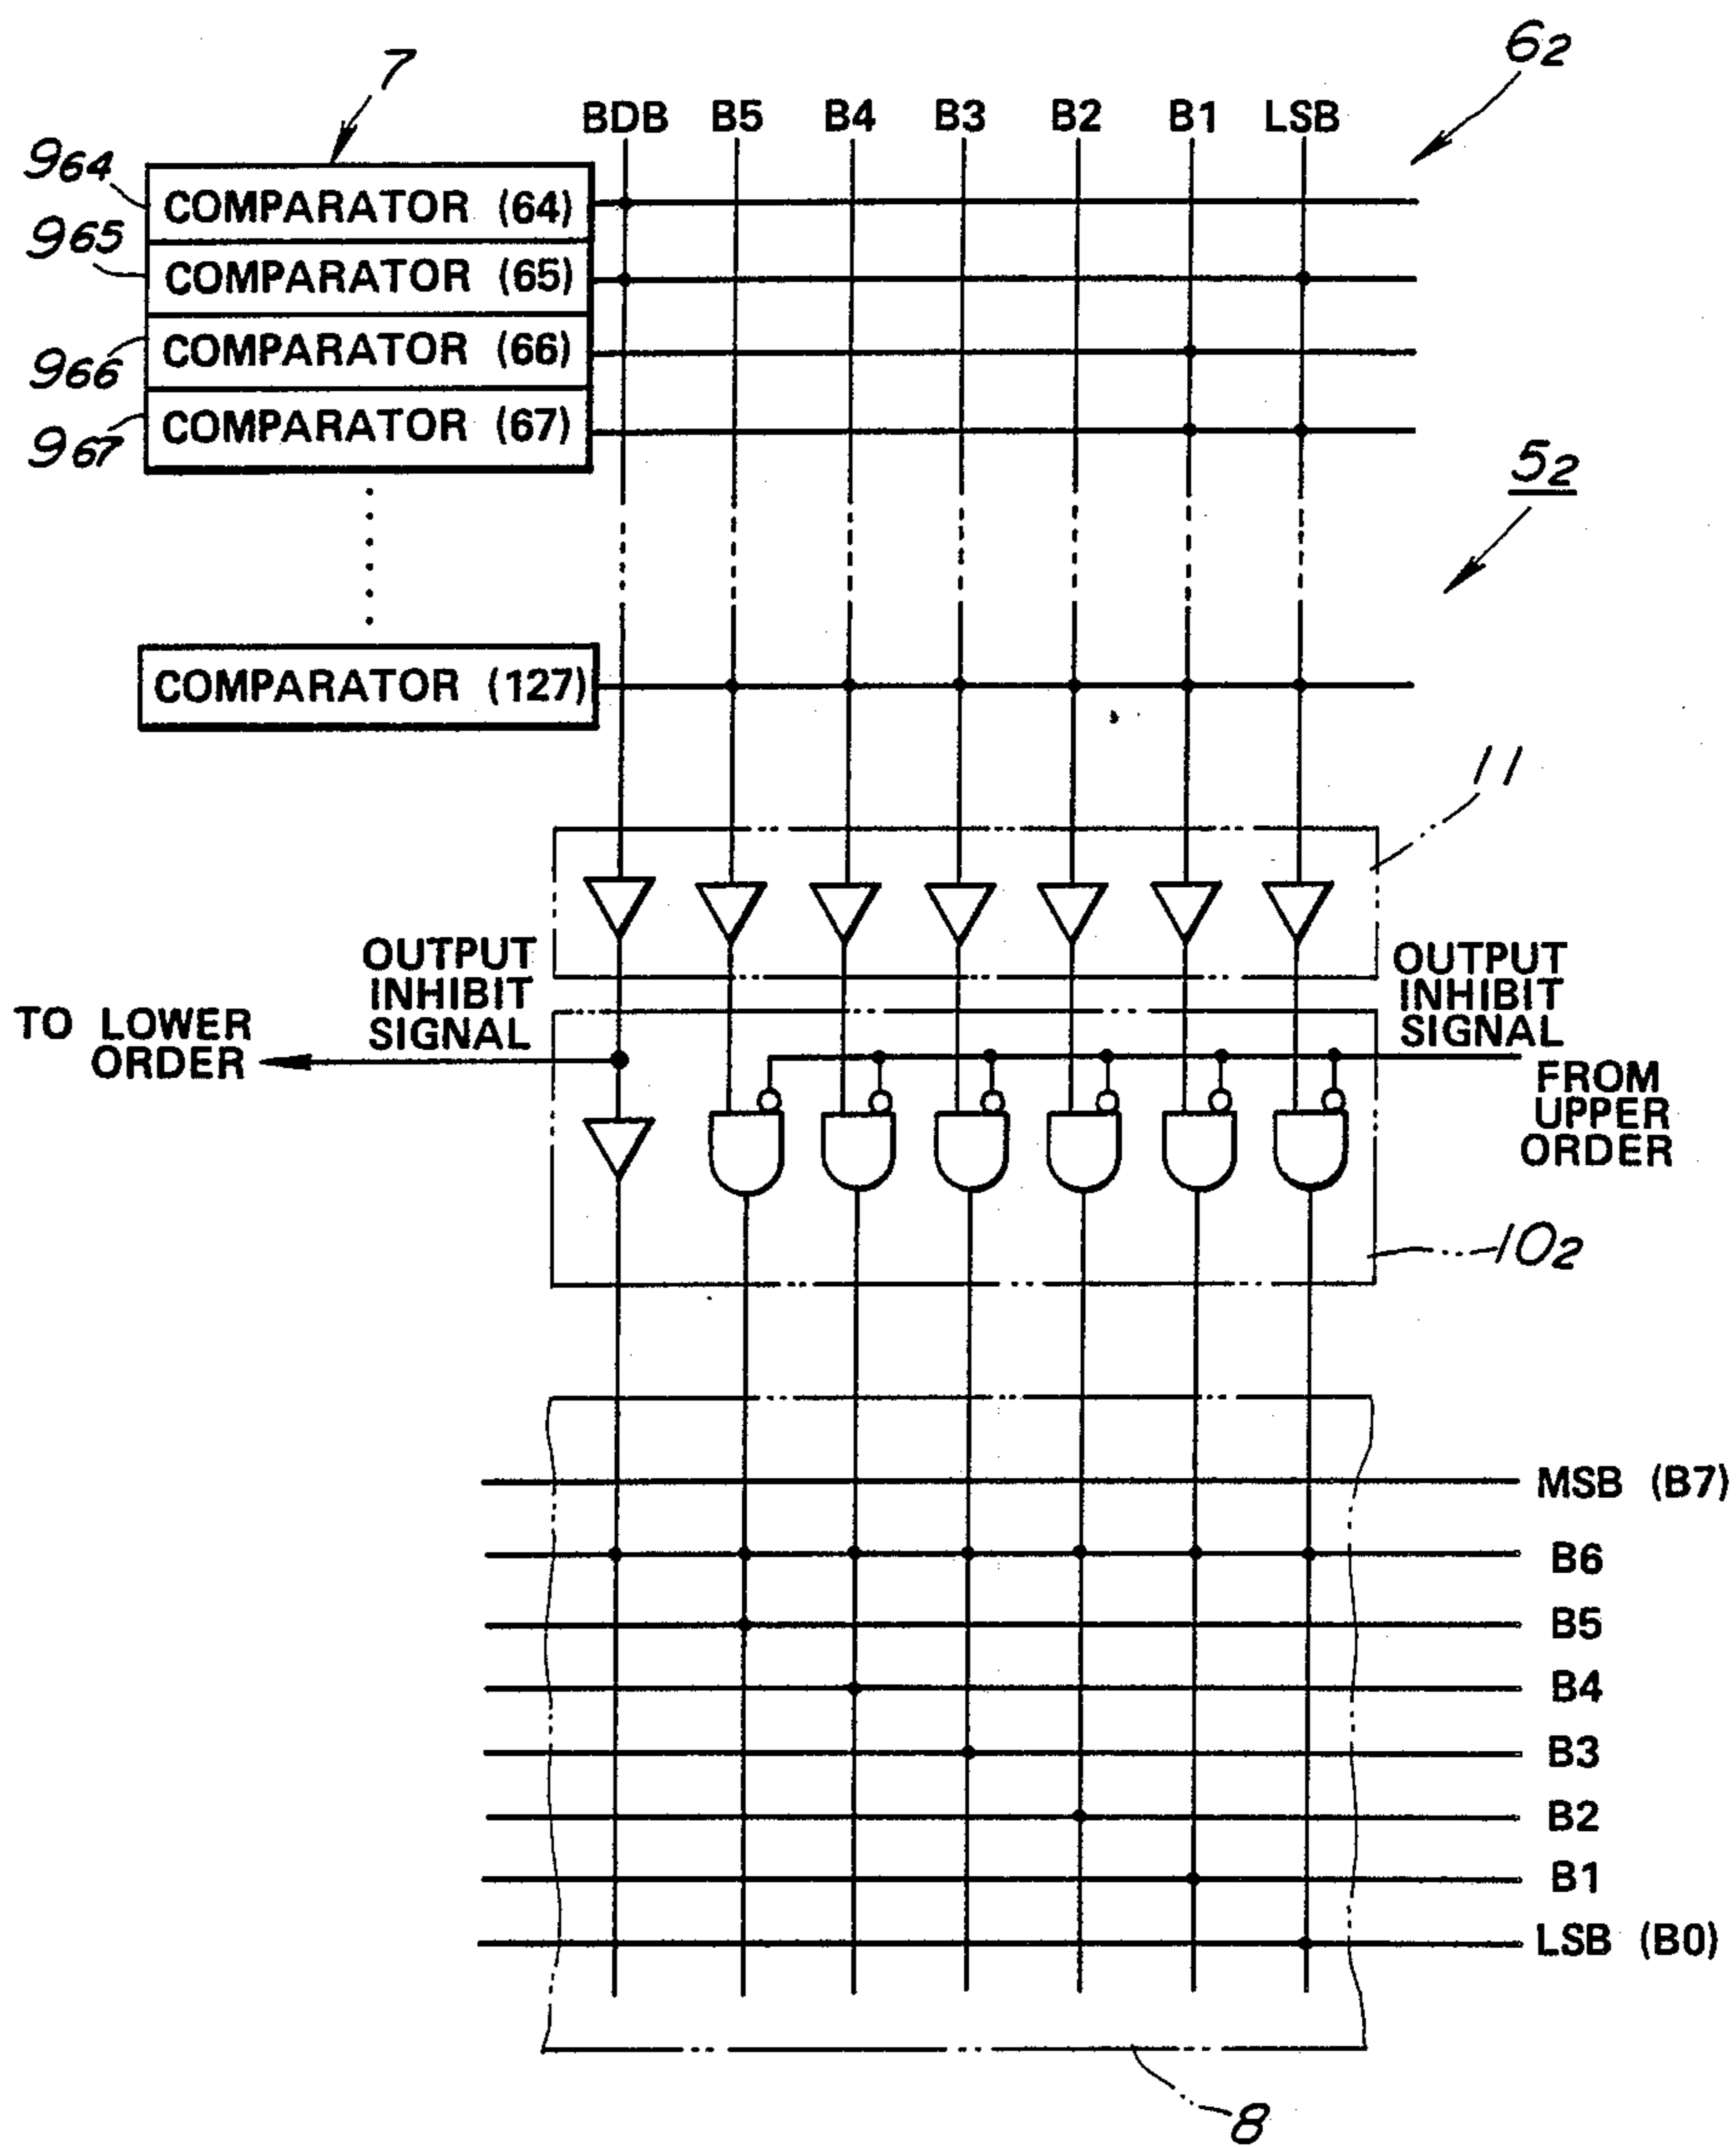 7
6₂
BDB B5 B4 B3 B2 B1 LSB
9₆₄
COMPARATOR (64)
9₆₅
COMPARATOR (65)
9₆₆
COMPARATOR (66)
9₆₇
COMPARATOR (67)
5₂
COMPARATOR (127)
11
OUTPUT
INHIBIT
SIGNAL
TO LOWER
ORDER
OUTPUT
INHIBIT
SIGNAL
FROM
UPPER
ORDER
10₂
MSB (B7)
B6
B5
B4
B3
B2
B1
LSB (B0)
8